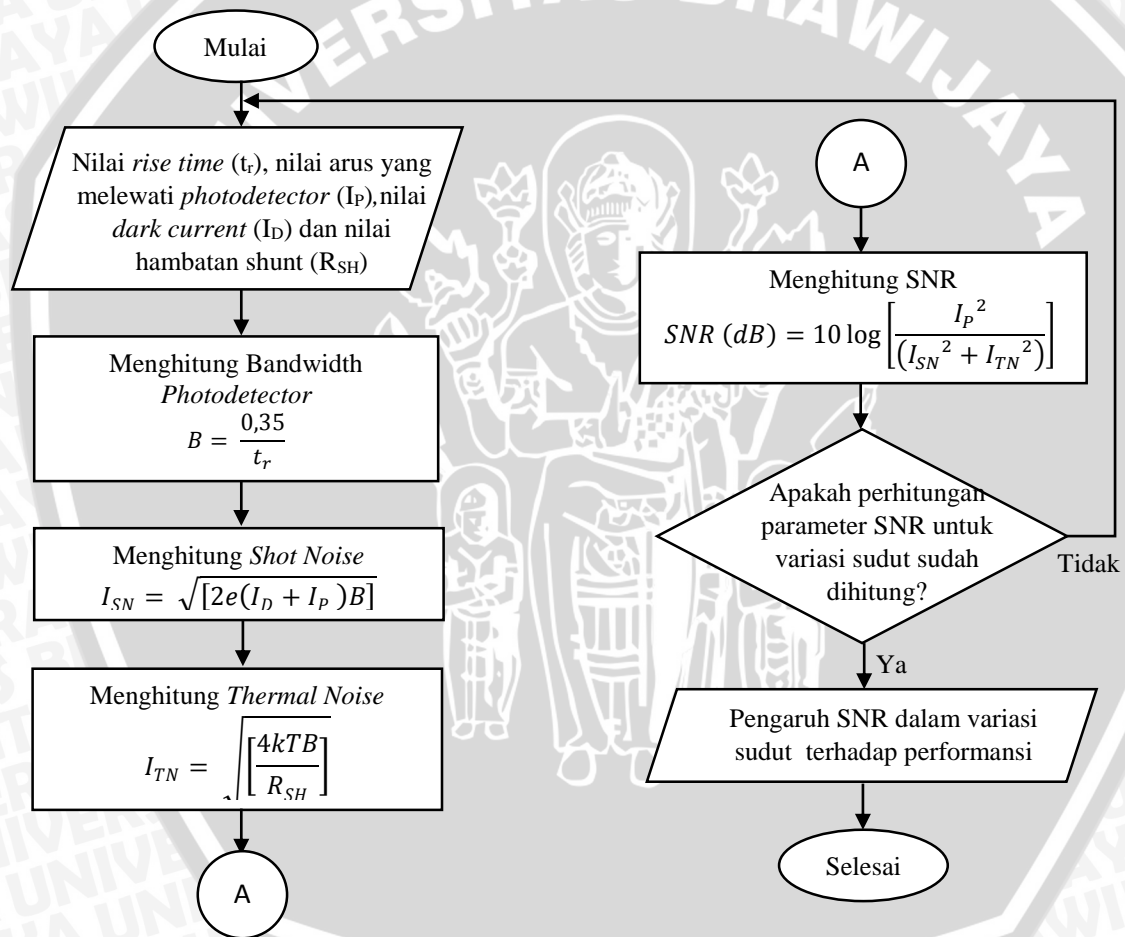 Mulai
Nilai rise time (tr), nilai arus yang
melewati photodetector (IP),nilai
dark current (ID) dan nilai
hambatan shunt (RSH)
Menghitung Bandwidth
Photodetector
B = 0,35 / tr
Menghitung Shot Noise
ISN = √[2e(ID + IP )B]
Menghitung Thermal Noise
ITN = √[4kTB / RSH]
A
A
Menghitung SNR
SNR (dB) = 10 log [IP² / (ISN² + ITN²)]
Apakah perhitungan
parameter SNR untuk
variasi sudut sudah
dihitung?
Tidak
Ya
Pengaruh SNR dalam variasi
sudut terhadap performansi
Selesai
BRAWIJAYA